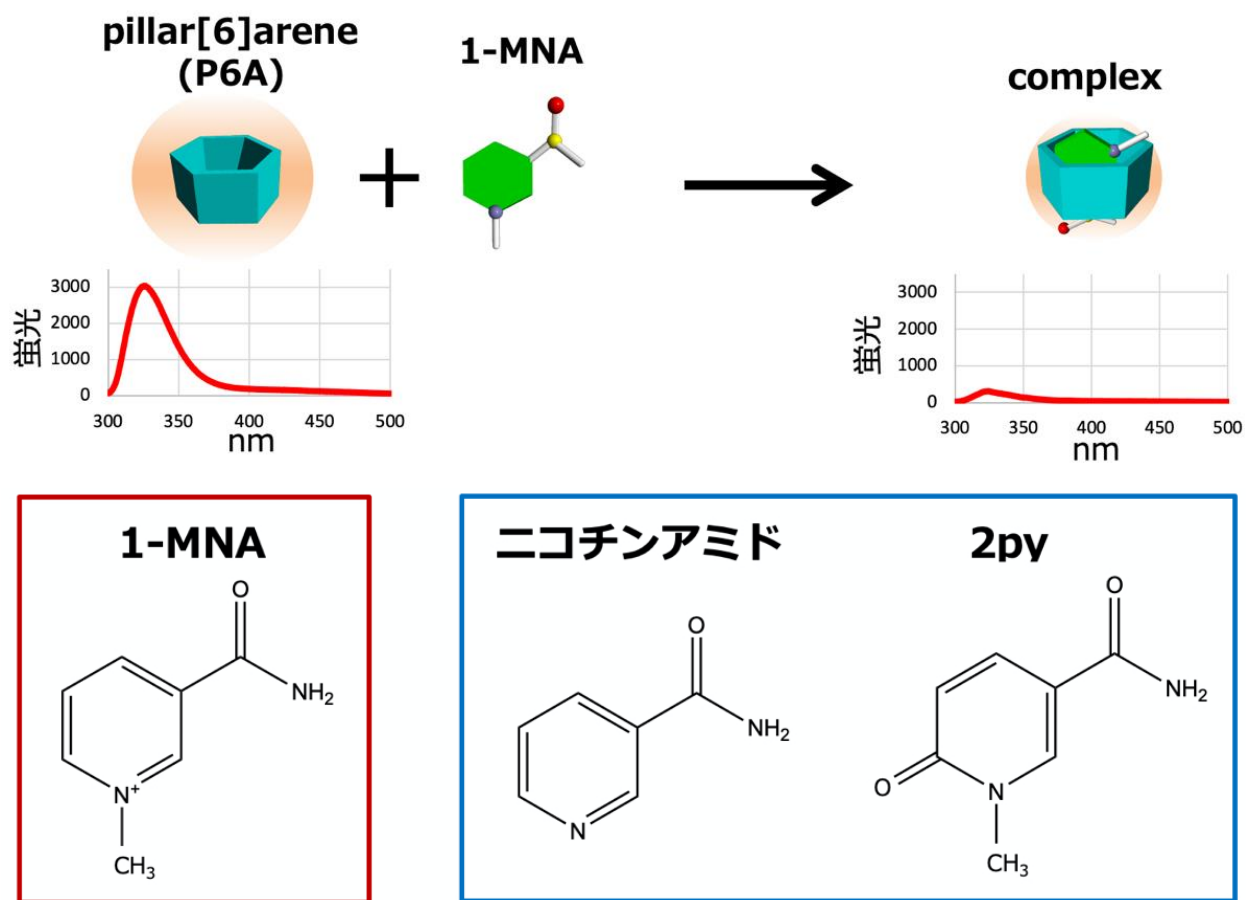 pillar[6]arene
(P6A)
1-MNA
complex
3000
2000
1000
0
蛍光
300
350
400
450
500
nm
3000
2000
1000
0
蛍光
300
350
400
450
500
nm
1-MNA
O
NH2
N+
CH3
ニコチンアミド
O
NH2
N
2py
O
NH2
O
N
CH3